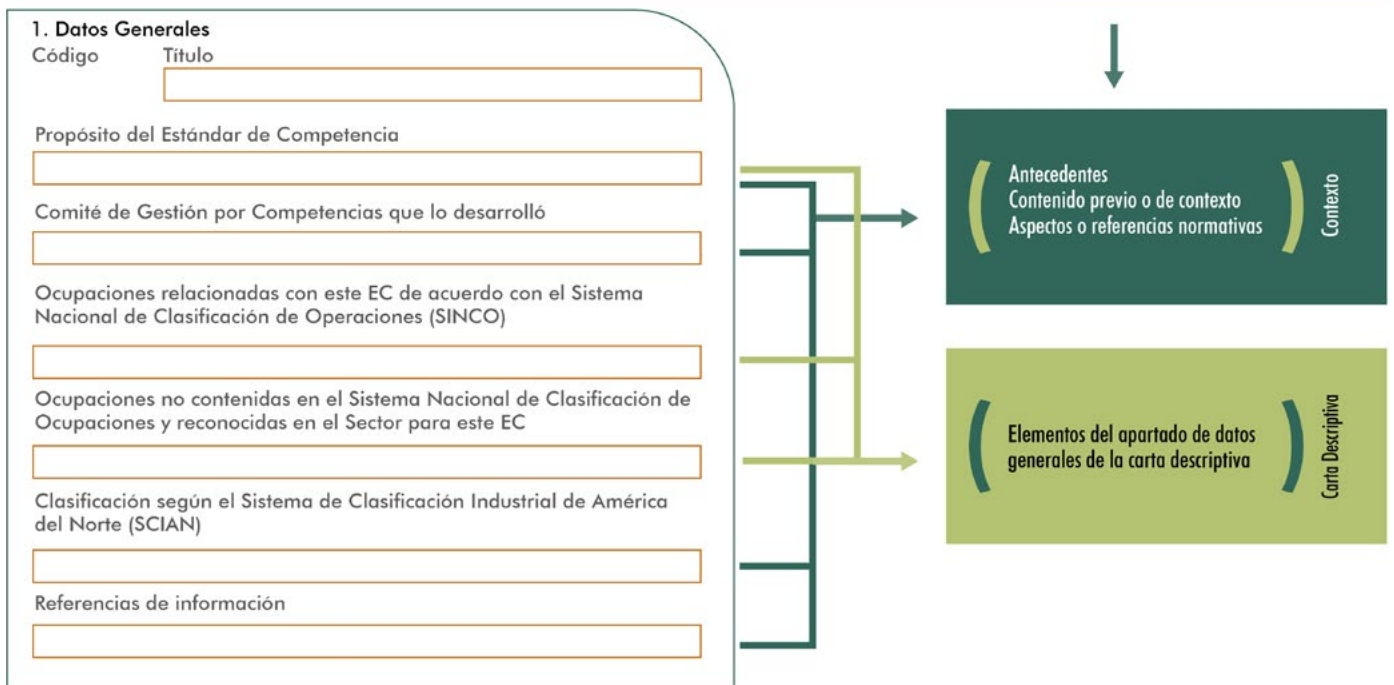 1. Datos Generales
Código Título
Propósito del Estándar de Competencia
Comité de Gestión por Competencias que lo desarrolló
Ocupaciones relacionadas con este EC de acuerdo con el Sistema
Nacional de Clasificación de Operaciones (SINCO)
Ocupaciones no contenidas en el Sistema Nacional de Clasificación de
Ocupaciones y reconocidas en el Sector para este EC
Clasificación según el Sistema de Clasificación Industrial de América
del Norte (SCIAN)
Referencias de información
Antecedentes
Contenido previo o de contexto
Aspectos o referencias normativas
Contexto
Elementos del apartado de datos
generales de la carta descriptiva
Carta Descriptiva